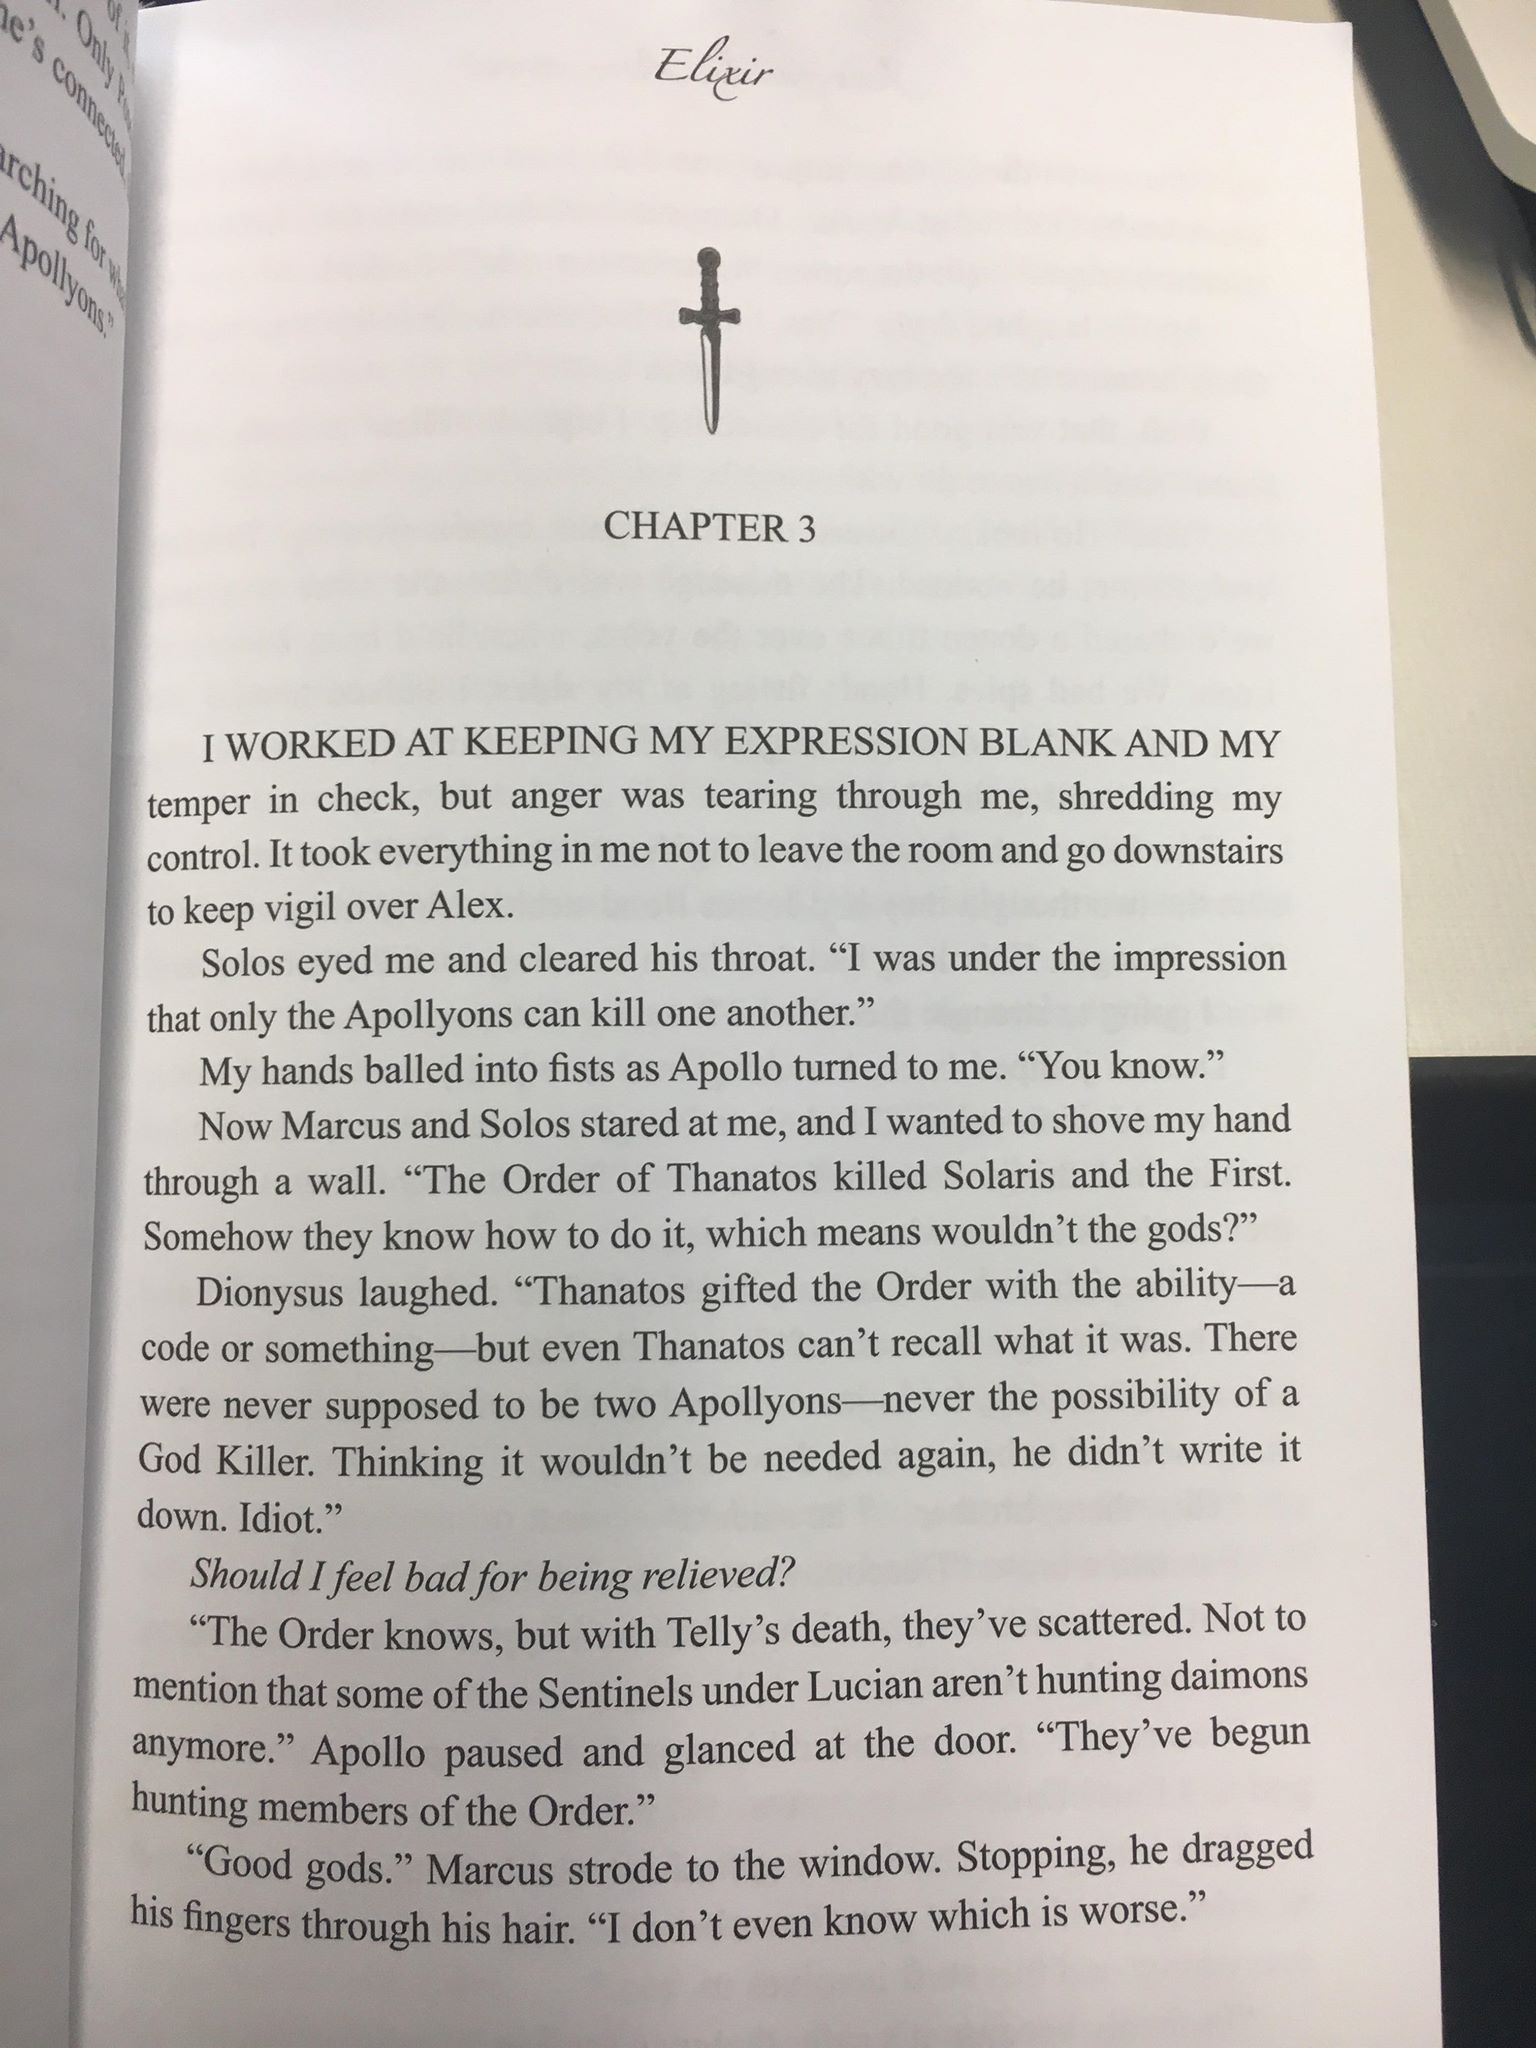 of it
Only
he's connected
arching for
Apollyons."
Elixir
CHAPTER 3
I WORKED AT KEEPING MY EXPRESSION BLANK AND MY
temper in check, but anger was tearing through me, shredding my
control. It took everything in me not to leave the room and go downstairs
to keep vigil over Alex.
Solos eyed me and cleared his throat. “I was under the impression
that only the Apollyons can kill one another.”
My hands balled into fists as Apollo turned to me. “You know.”
Now Marcus and Solos stared at me, and I wanted to shove my hand
through a wall. “The Order of Thanatos killed Solaris and the First.
Somehow they know how to do it, which means wouldn’t the gods?”
Dionysus laughed. “Thanatos gifted the Order with the ability—a
code or something—but even Thanatos can’t recall what it was. There
were never supposed to be two Apollyons—never the possibility of a
God Killer. Thinking it wouldn’t be needed again, he didn’t write it
down. Idiot.”
Should I feel bad for being relieved?
“The Order knows, but with Telly’s death, they’ve scattered. Not to
mention that some of the Sentinels under Lucian aren’t hunting daimons
anymore.” Apollo paused and glanced at the door. “They’ve begun
hunting members of the Order.”
“Good gods.” Marcus strode to the window. Stopping, he dragged
his fingers through his hair. “I don’t even know which is worse.”